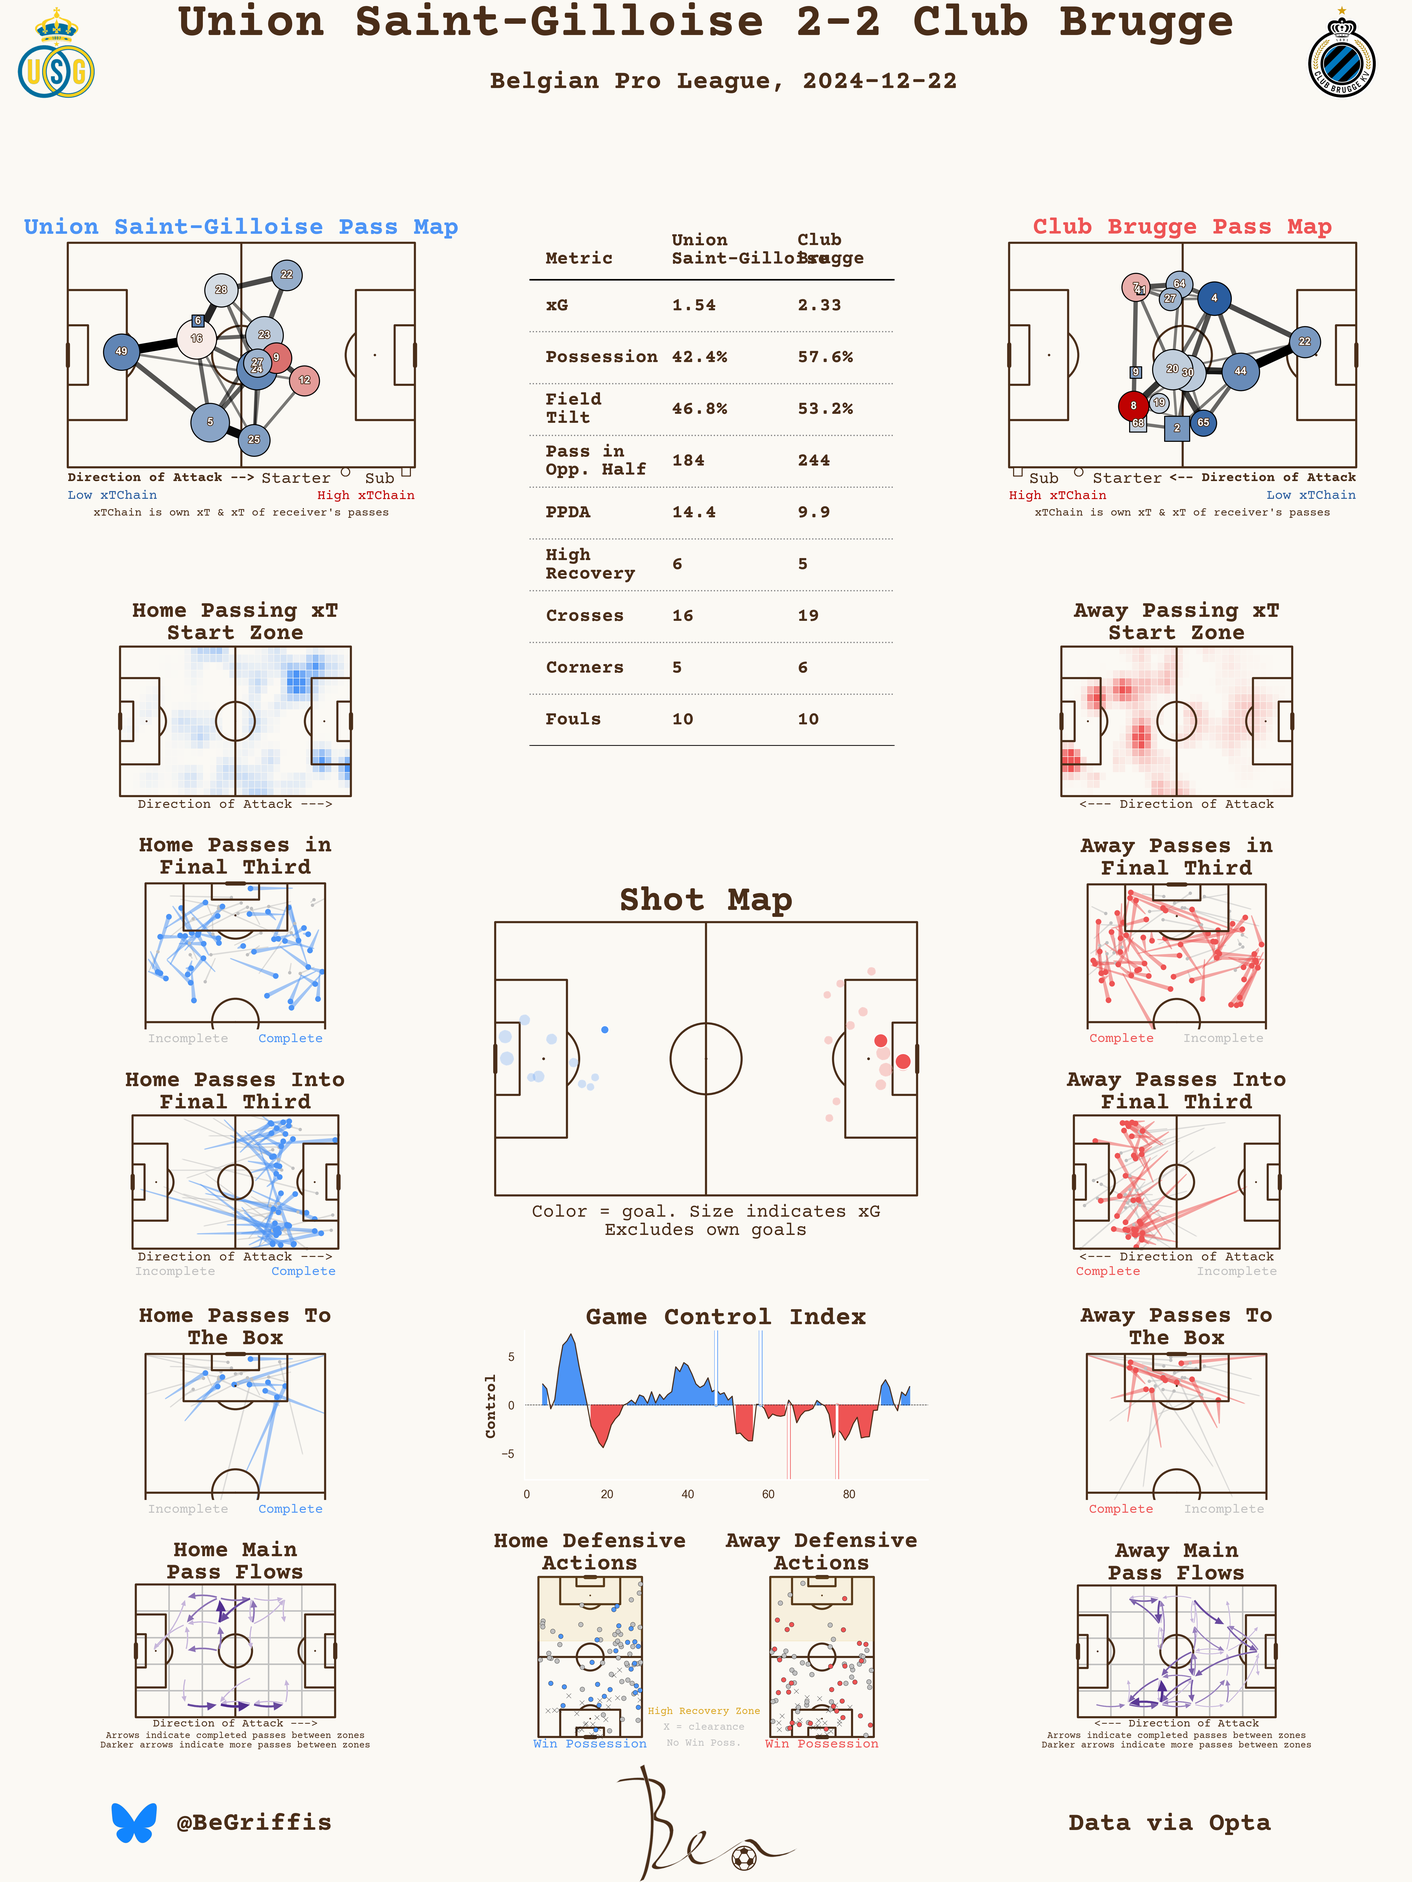 Union Saint-Gilloise 2-2 Club Brugge
Belgian Pro League, 2024-12-22
USG
1897
CLUB BRUGGE KV
1891
Union Saint-Gilloise Pass Map
22
28
6
16
23
49
27
9
24
12
5
25
Direction of Attack --> Starter Sub
Low xTChain High xTChain
xTChain is own xT & xT of receiver's passes
Metric Union Saint-Gilloise Club Brugge
xG 1.54 2.33
Possession 42.4% 57.6%
Field Tilt 46.8% 53.2%
Pass in Opp. Half 184 244
PPDA 14.4 9.9
High Recovery 6 5
Crosses 16 19
Corners 5 6
Fouls 10 10
Club Brugge Pass Map
7
41
64
27
4
22
9
20
30
44
8
19
68
2
65
Sub Starter <-- Direction of Attack
High xTChain Low xTChain
xTChain is own xT & xT of receiver's passes
Home Passing xT
Start Zone
Direction of Attack --->
Away Passing xT
Start Zone
<--- Direction of Attack
Home Passes in
Final Third
Incomplete Complete
Away Passes in
Final Third
Complete Incomplete
Shot Map
Color = goal. Size indicates xG
Excludes own goals
Home Passes Into
Final Third
Direction of Attack --->
Incomplete Complete
Away Passes Into
Final Third
<--- Direction of Attack
Complete Incomplete
Home Passes To
The Box
Incomplete Complete
Game Control Index
Control
5
0
−5
0 20 40 60 80
Away Passes To
The Box
Complete Incomplete
Home Main
Pass Flows
Direction of Attack --->
Arrows indicate completed passes between zones
Darker arrows indicate more passes between zones
Home Defensive
Actions
Win Possession
Away Defensive
Actions
Win Possession
High Recovery Zone
X = clearance
No Win Poss.
Away Main
Pass Flows
<--- Direction of Attack
Arrows indicate completed passes between zones
Darker arrows indicate more passes between zones
@BeGriffis
Ben
Data via Opta